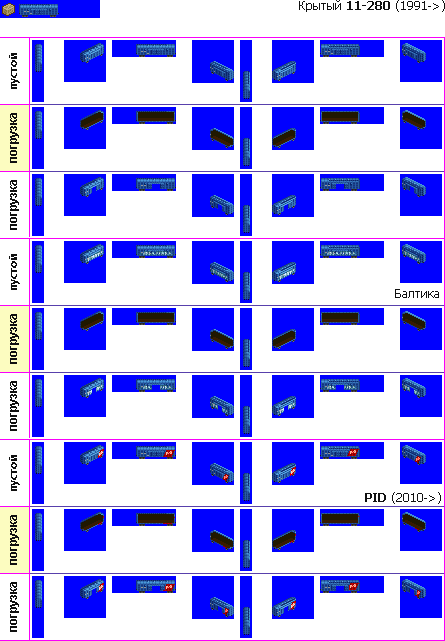 Крытый 11-280 (1991->)
пустой
погрузка
погрузка
пустой
Балтика
погрузка
погрузка
пустой
PID (2010->)
погрузка
погрузка